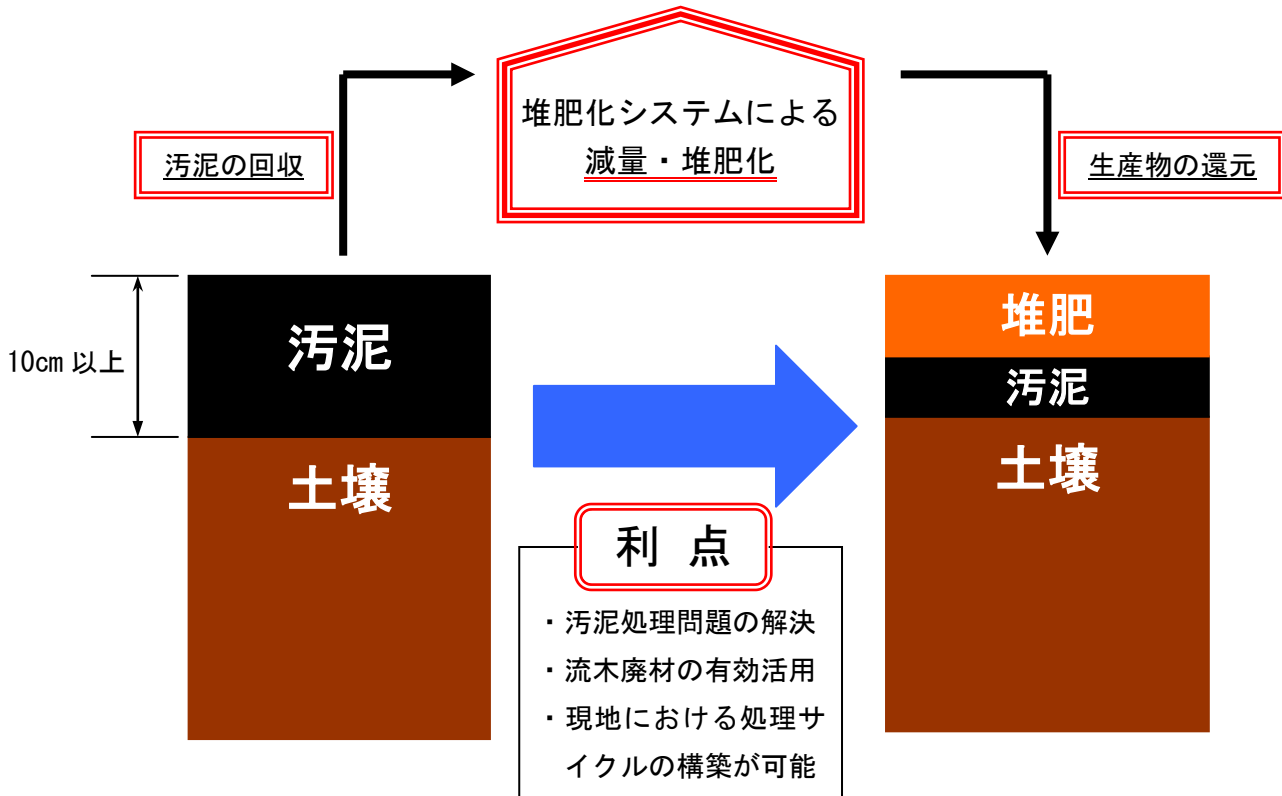 堆肥化システムによる
減量・堆肥化
汚泥の回収
生産物の還元
10cm 以上
汚泥
土壌
堆肥
汚泥
土壌
利 点
・汚泥処理問題の解決
・流木廃材の有効活用
・現地における処理サ
イクルの構築が可能